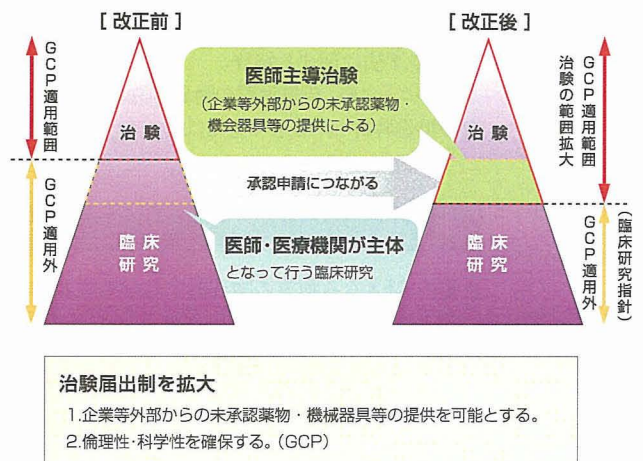 [改正前]
[改正後]
GCP適用範囲
GCP適用外
治験
臨床
研究
医師主導治験
(企業等外部からの未承認薬物・
機会器具等の提供による)
承認申請につながる
医師・医療機関が主体
となって行う臨床研究
治験
臨床
研究
GCP適用範囲
治験の範囲拡大
GCP適用外
(臨床研究指針)
治験届出制を拡大
1.企業等外部からの未承認薬物・機械器具等の提供を可能とする。
2.倫理性・科学性を確保する。(GCP)